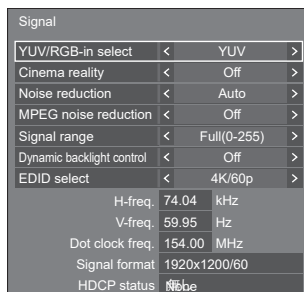 Signal
YUV/RGB-in select < YUV >
Cinema reality < Off >
Noise reduction < Auto >
MPEG noise reduction < Off >
Signal range < Full(0-255) >
Dynamic backlight control < Off >
EDID select < 4K/60p >
H-freq. 74.04 kHz
V-freq. 59.95 Hz
Dot clock freq. 154.00 MHz
Signal format 1920x1200/60
HDCP status None